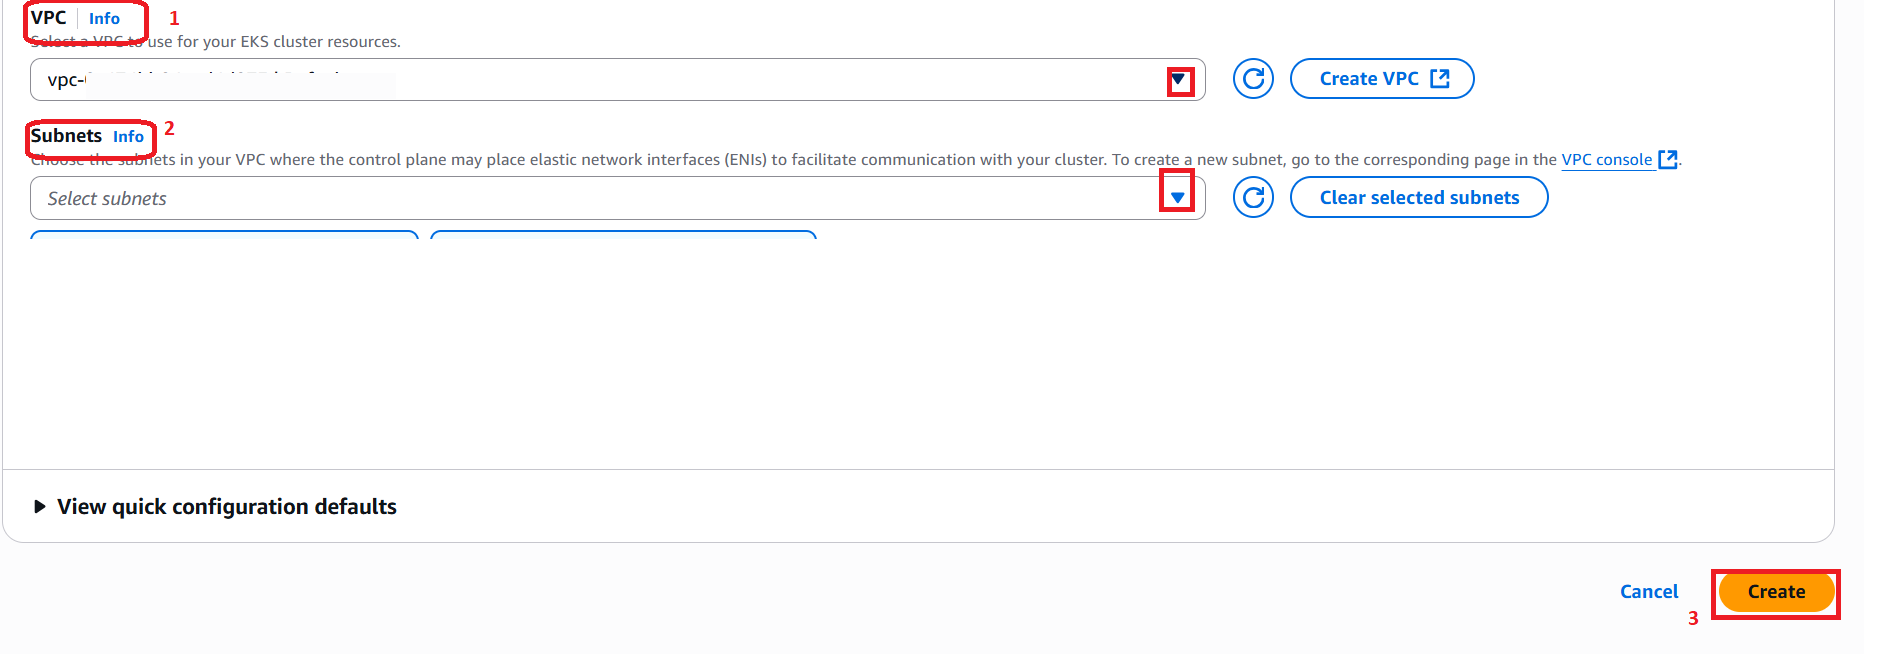 VPC Info 1
Select a VPC to use for your EKS cluster resources.
vpc-
Create VPC
Subnets Info 2
Choose the subnets in your VPC where the control plane may place elastic network interfaces (ENIs) to facilitate communication with your cluster. To create a new subnet, go to the corresponding page in the VPC console.
Select subnets
Clear selected subnets
View quick configuration defaults
Cancel
Create
3